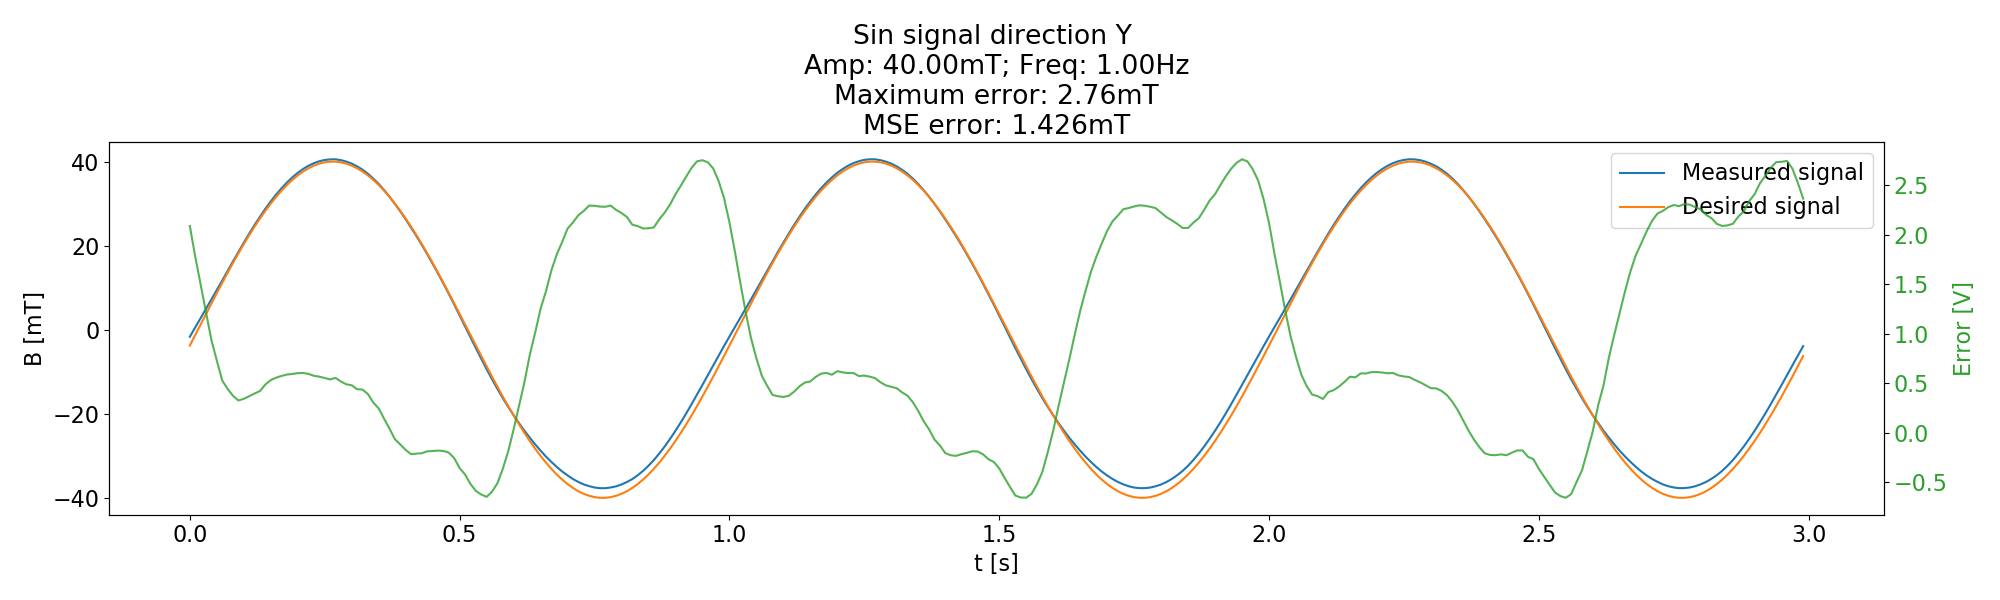 Sin signal direction Y
Amp: 40.00mT; Freq: 1.00Hz
Maximum error: 2.76mT
MSE error: 1.426mT
Measured signal
Desired signal
B [mT]
40
20
0
−20
−40
2.5
2.0
1.5
1.0
0.5
0.0
−0.5
Error [V]
0.0 0.5 1.0 1.5 2.0 2.5 3.0
t [s]